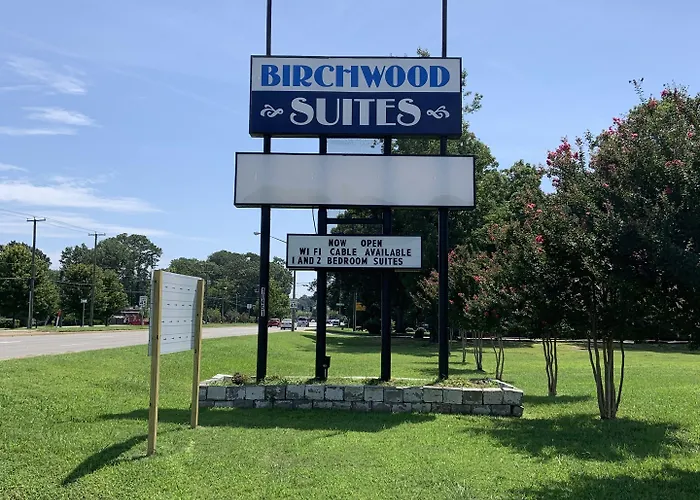 BIRCHWOOD
SUITES
NOW OPEN
WI FI CABLE AVAILABLE
1 AND 2 BEDROOM SUITES